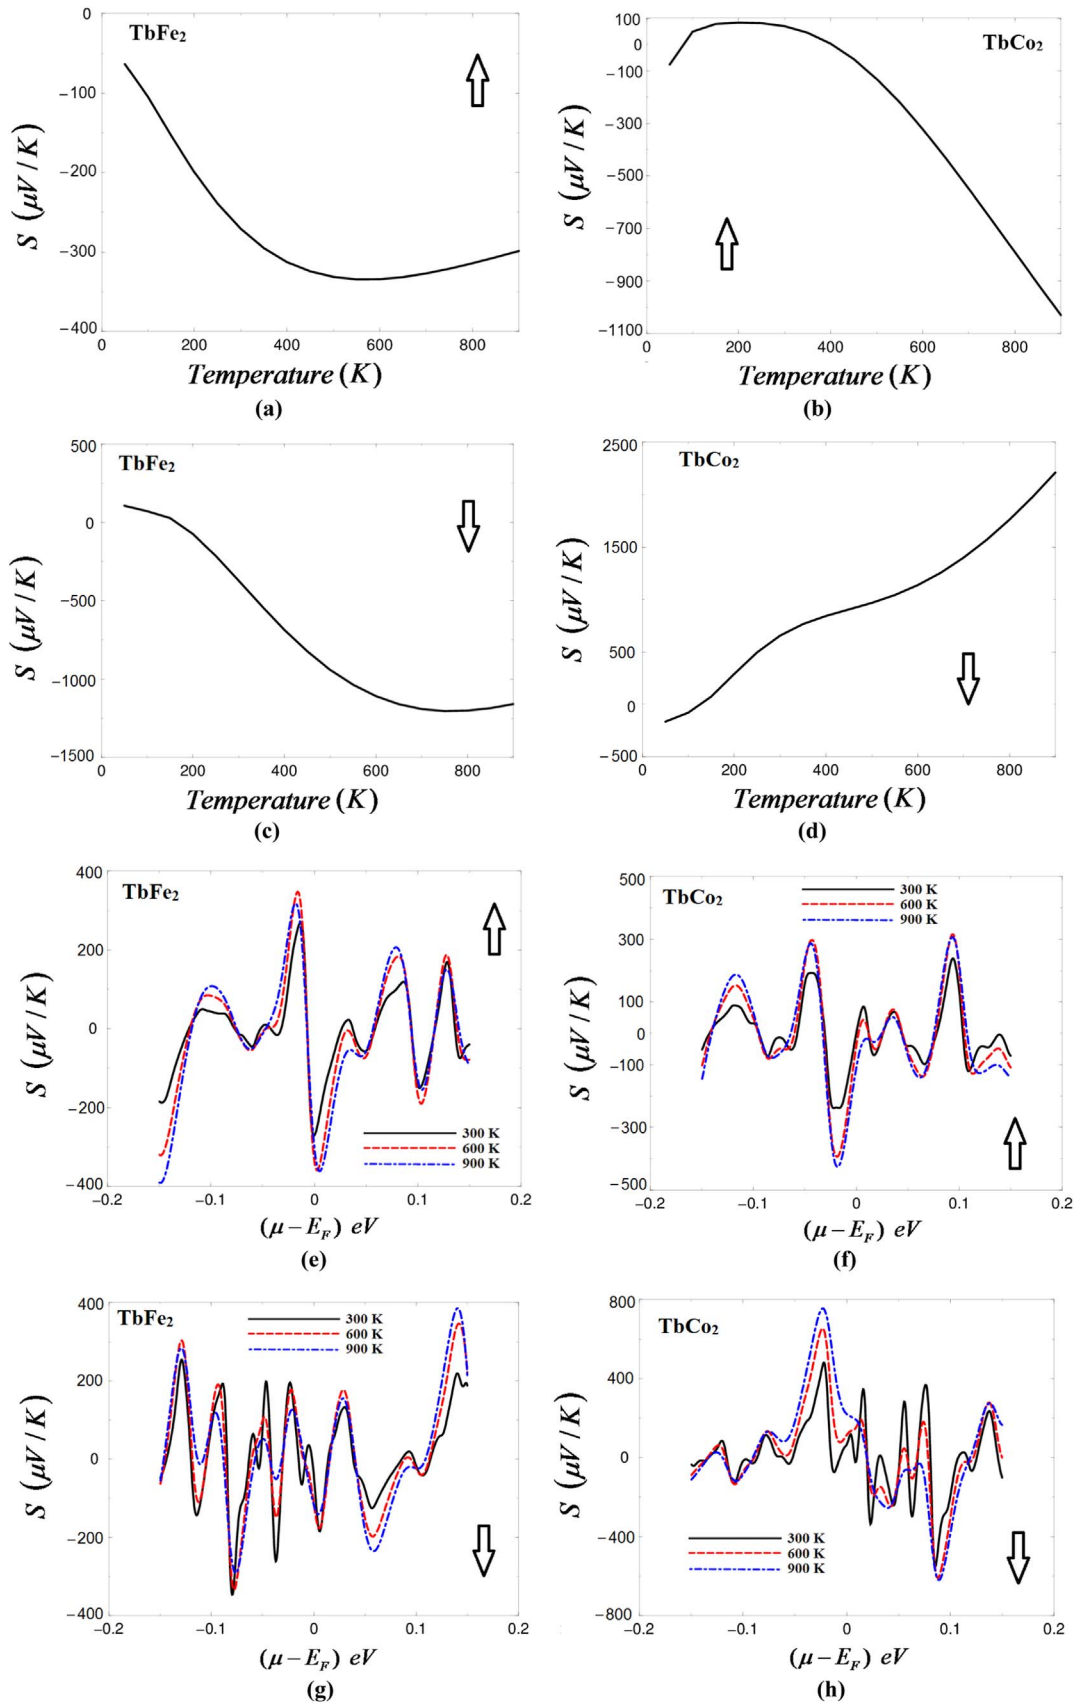 TbFe₂
0
−100
−200
−300
−400
0 200 400 600 800
S (μV / K)
Temperature (K)
(a)
TbCo₂
100
0
−100
−300
−500
−700
−900
−1100
0 200 400 600 800
S (μV / K)
Temperature (K)
(b)
TbFe₂
500
0
−500
−1000
−1500
0 200 400 600 800
S (μV / K)
Temperature (K)
(c)
TbCo₂
2500
1500
500
0
−500
0 200 400 600 800
S (μV / K)
Temperature (K)
(d)
TbFe₂
400
200
0
−200
−400
−0.2 −0.1 0 0.1 0.2
300 K
600 K
900 K
S (μV / K)
(μ − E_F) eV
(e)
TbCo₂
500
300
100
0
−100
−300
−500
−0.2 −0.1 0 0.1 0.2
300 K
600 K
900 K
S (μV / K)
(μ − E_F) eV
(f)
TbFe₂
400
200
0
−200
−400
−0.2 −0.1 0 0.1 0.2
300 K
600 K
900 K
S (μV / K)
(μ − E_F) eV
(g)
TbCo₂
800
400
0
−400
−800
−0.2 −0.1 0 0.1 0.2
300 K
600 K
900 K
S (μV / K)
(μ − E_F) eV
(h)